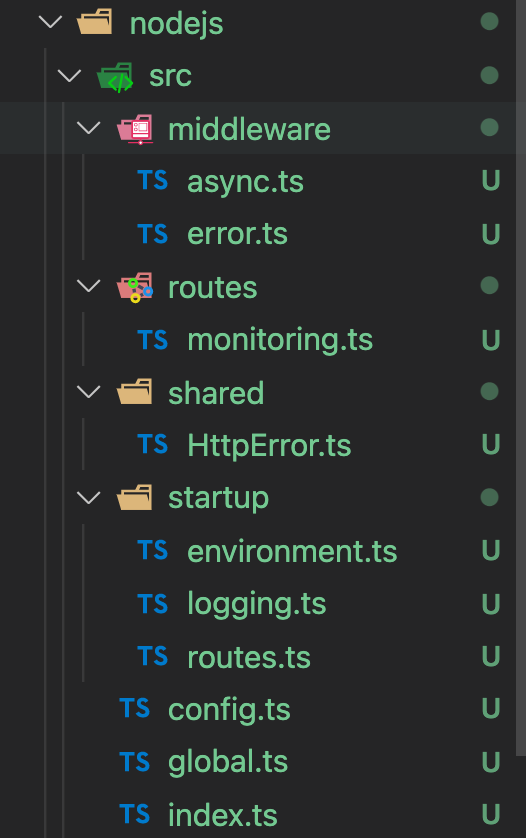 nodejs
src
middleware
TS async.ts U
TS error.ts U
routes
TS monitoring.ts U
shared
TS HttpError.ts U
startup
TS environment.ts U
TS logging.ts U
TS routes.ts U
TS config.ts U
TS global.ts U
TS index.ts U